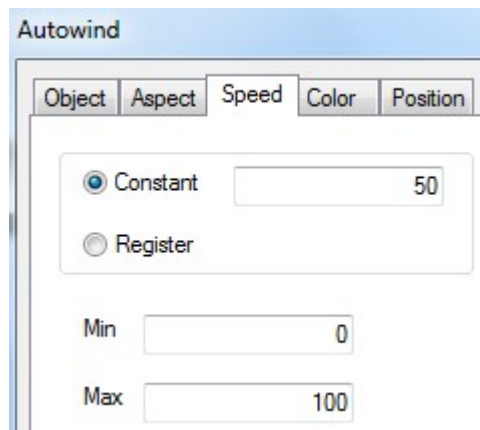 Autowind
Object Aspect Speed Color Position
Constant 50
Register
Min 0
Max 100